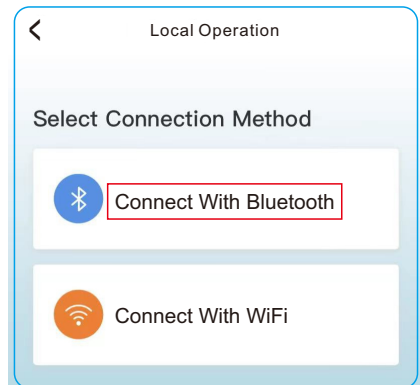 Local Operation
Select Connection Method
Connect With Bluetooth
Connect With WiFi